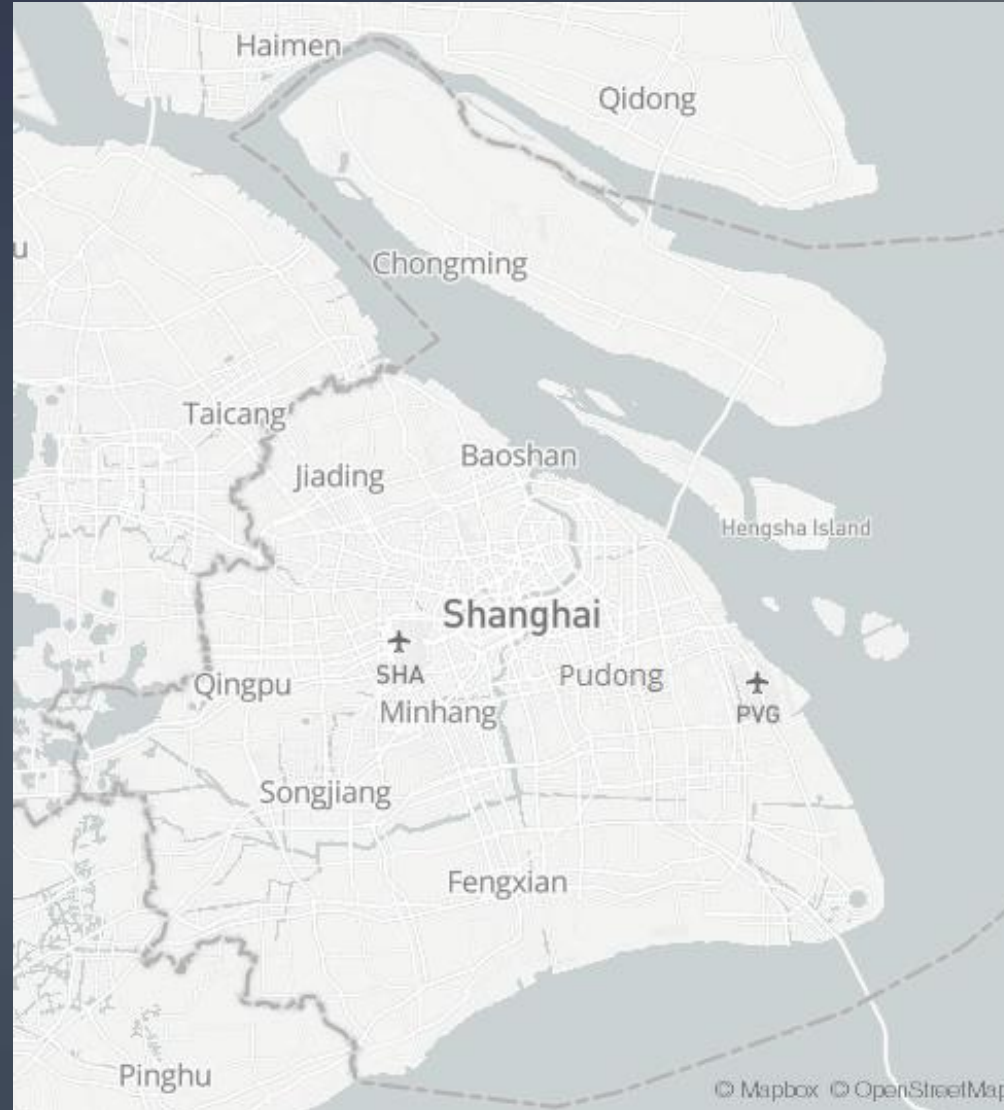 Haimen
Qidong
u
Chongming
Taicang
Baoshan
Jiading
Hengsha Island
Shanghai
SHA
Pudong
Qingpu
PVG
Minhang
Songjiang
Fengxian
Pinghu
© Mapbox © OpenStreetMap